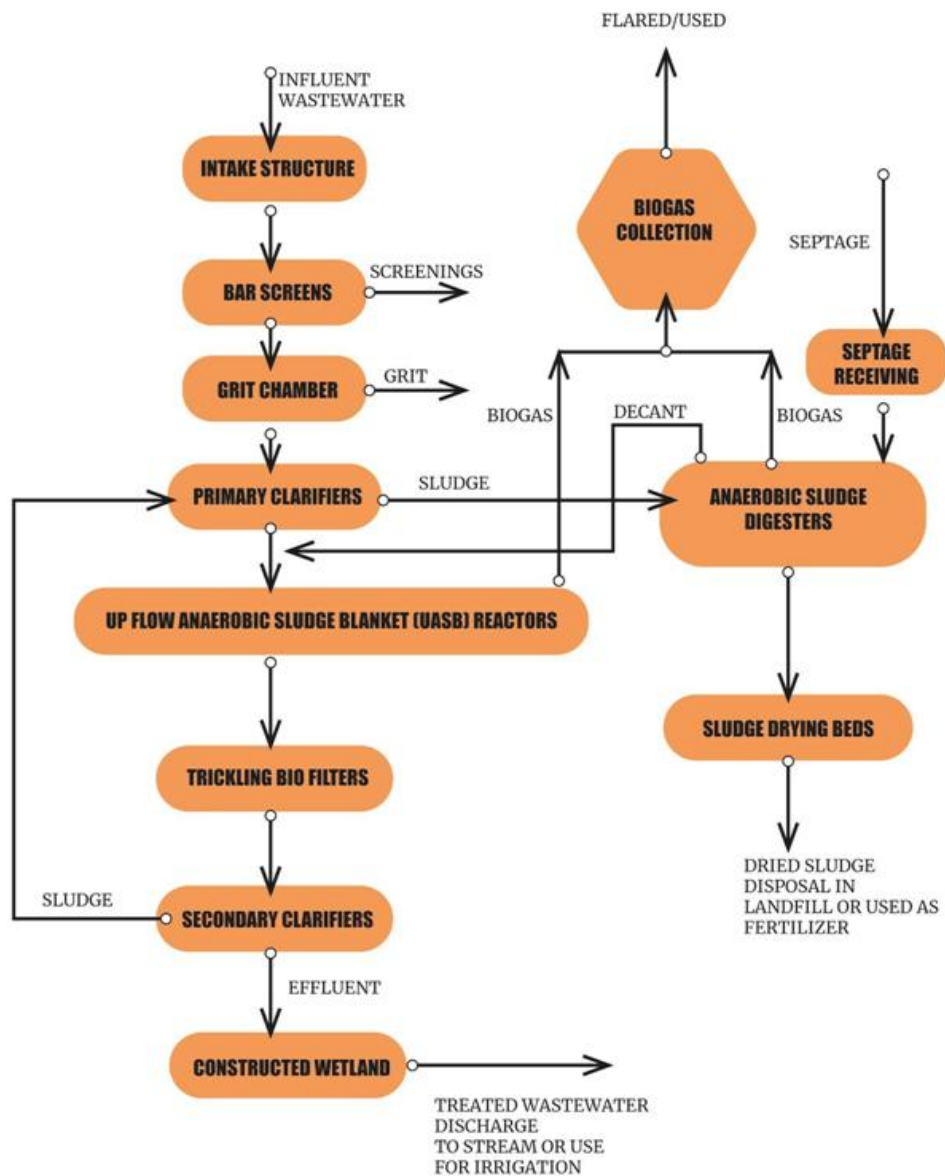 FLARED/USED
INFLUENT
WASTEWATER
INTAKE STRUCTURE
BIOGAS
COLLECTION
SEPTAGE
SCREENINGS
BAR SCREENS
SEPTAGE
RECEIVING
GRIT
GRIT CHAMBER
BIOGAS
DECANT
BIOGAS
SLUDGE
PRIMARY CLARIFIERS
ANAEROBIC SLUDGE
DIGESTERS
UP FLOW ANAEROBIC SLUDGE BLANKET (UASB) REACTORS
SLUDGE DRYING BEDS
TRICKLING BIO FILTERS
DRIED SLUDGE
DISPOSAL IN
LANDFILL OR USED AS
FERTILIZER
SLUDGE
SECONDARY CLARIFIERS
EFFLUENT
CONSTRUCTED WETLAND
TREATED WASTEWATER
DISCHARGE
TO STREAM OR USE
FOR IRRIGATION